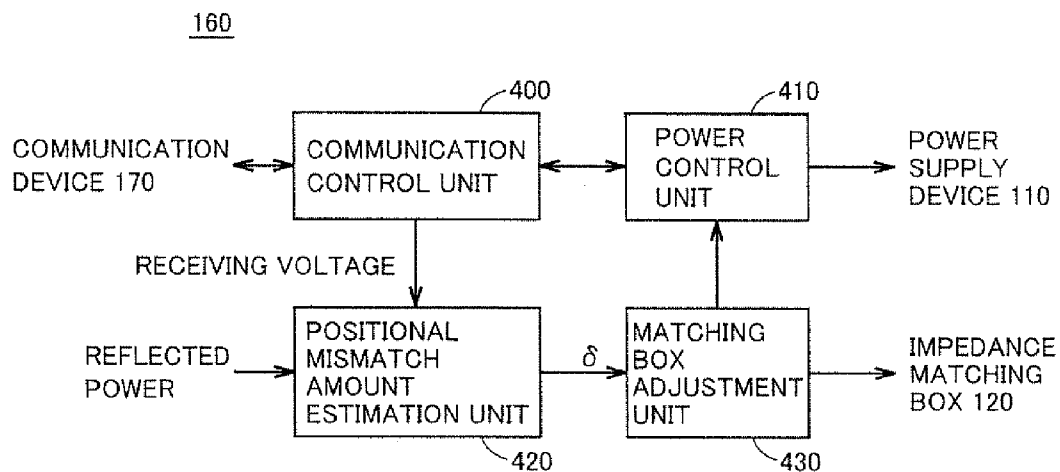 160
400
410
COMMUNICATION
DEVICE 170
COMMUNICATION
CONTROL UNIT
POWER
CONTROL
UNIT
POWER
SUPPLY
DEVICE 110
RECEIVING VOLTAGE
REFLECTED
POWER
POSITIONAL
MISMATCH
AMOUNT
ESTIMATION UNIT
δ
MATCHING
BOX
ADJUSTMENT
UNIT
IMPEDANCE
MATCHING
BOX 120
420
430